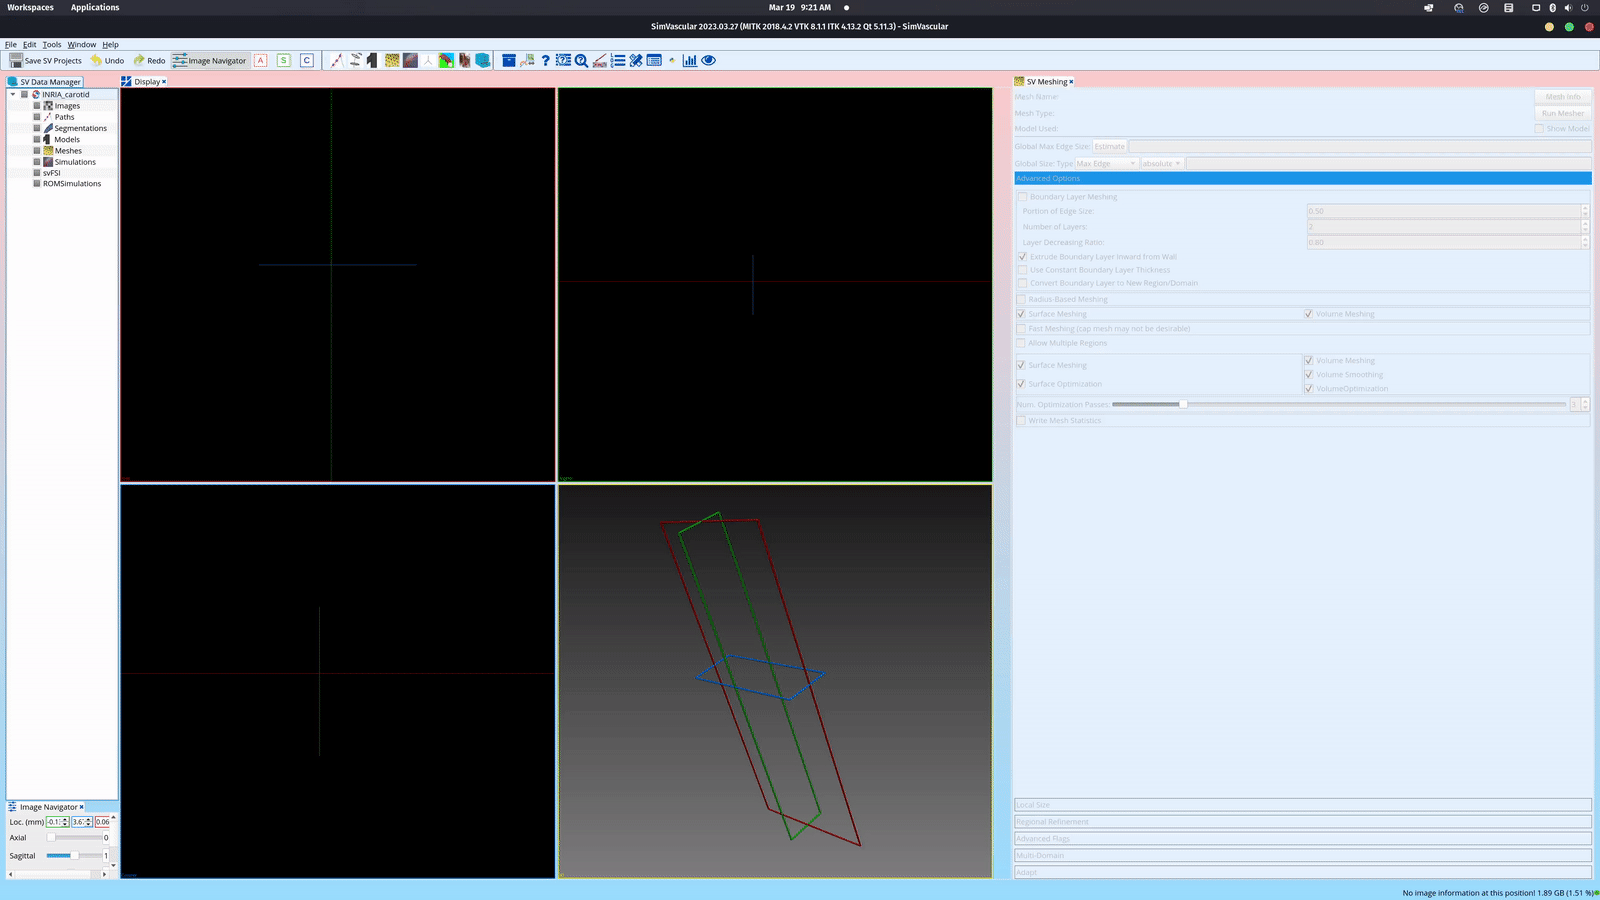 Workspaces Applications Mar 19 9:21 AM
SimVascular 2023.03.27 (MITK 2018.4.2 VTK 8.1.1 ITK 4.13.2 Qt 5.11.3) - SimVascular
File Edit Tools Window Help
Save SV Projects Undo Redo Image Navigator A S C
SV Data Manager
INRIA_carotid
Images
Paths
Segmentations
Models
Meshes
Simulations
svFSI
ROMSimulations
Display
SV Meshing
Mesh Name: Mesh Info
Mesh Type: Run Mesher
Model Used: Show Model
Global Max Edge Size: Estimate
Global Size: Type Max Edge absolute
Advanced Options
Boundary Layer Meshing
Portion of Edge Size: 0.50
Number of Layers: 2
Layer Decreasing Ratio: 0.80
Extrude Boundary Layer Inward from Wall
Use Constant Boundary Layer Thickness
Convert Boundary Layer to New Region/Domain
Radius-Based Meshing
Surface Meshing Volume Meshing
Fast Meshing (cap mesh may not be desirable)
Allow Multiple Regions
Surface Meshing Volume Meshing
Volume Smoothing
Surface Optimization VolumeOptimization
Num. Optimization Passes: 3
Write Mesh Statistics
Local Size
Regional Refinement
Advanced Flags
Multi-Domain
Adapt
Image Navigator
Loc. (mm) 0.06
Axial 0
Sagittal 1
No image information at this position! 1.89 GB (1.51 %)